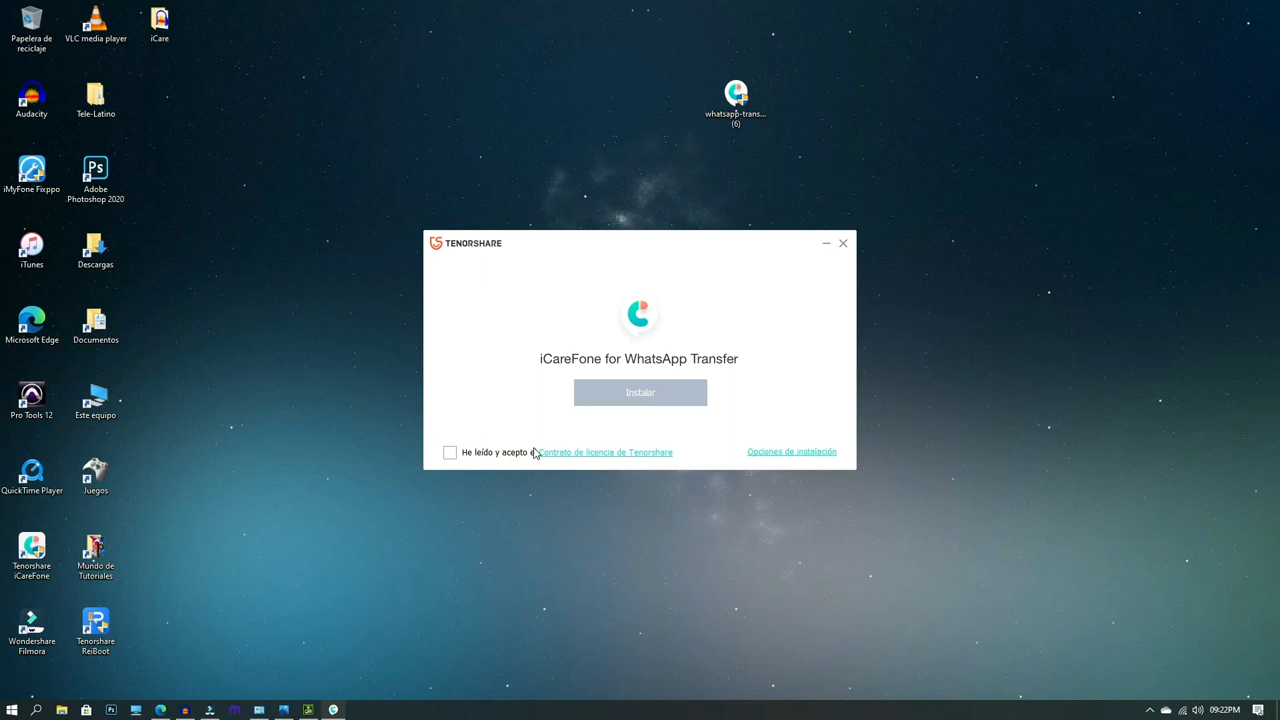 Papelera de
reciclaje
VLC media player
iCare
Audacity
Tele-Latino
whatsapp-trans...
(6)
iMyFone Fixppo
Adobe
Photoshop 2020
Ps
iTunes
Descargas
TENORSHARE
Microsoft Edge
Documentos
iCareFone for WhatsApp Transfer
Instalar
Pro Tools 12
Este equipo
He leído y acepto e Contrato de licencia de Tenorshare
Opciones de instalación
QuickTime Player
Juegos
Tenorshare
iCareFone
Mundo de
Tutoriales
Wondershare
Filmora
Tenorshare
ReiBoot
09:22PM